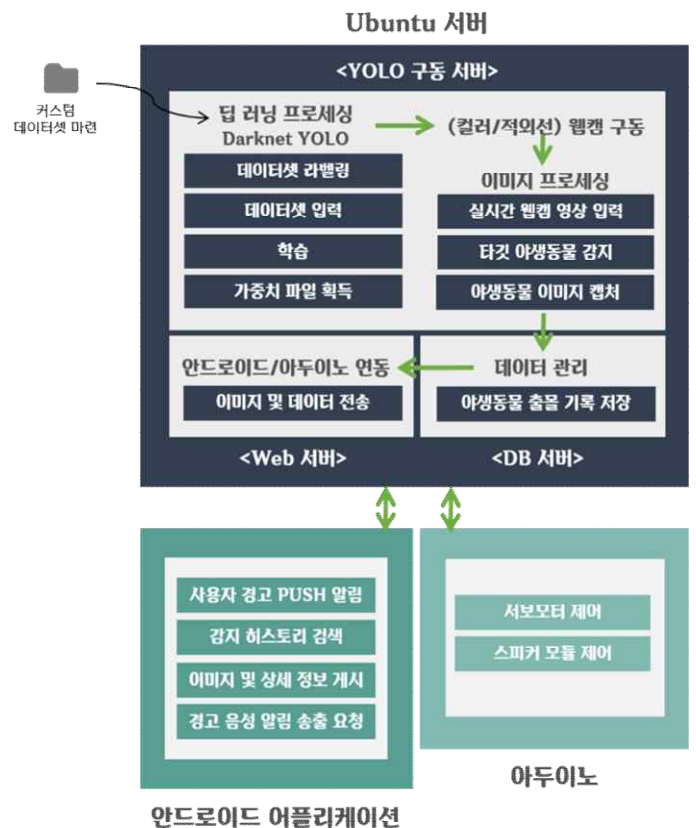 Ubuntu 서버
<YOLO 구동 서버>
커스텀
데이터셋 마련
딥 러닝 프로세싱
Darknet YOLO
데이터셋 라벨링
데이터셋 입력
학습
가중치 파일 획득
(컬러/적외선) 웹캠 구동
이미지 프로세싱
실시간 웹캠 영상 입력
타깃 야생동물 감지
야생동물 이미지 캡처
안드로이드/아두이노 연동
이미지 및 데이터 전송
데이터 관리
야생동물 출몰 기록 저장
<Web 서버>
<DB 서버>
사용자 경고 PUSH 알림
감지 히스토리 검색
이미지 및 상세 정보 게시
경고 음성 알림 송출 요청
안드로이드 어플리케이션
서보모터 제어
스피커 모듈 제어
아두이노